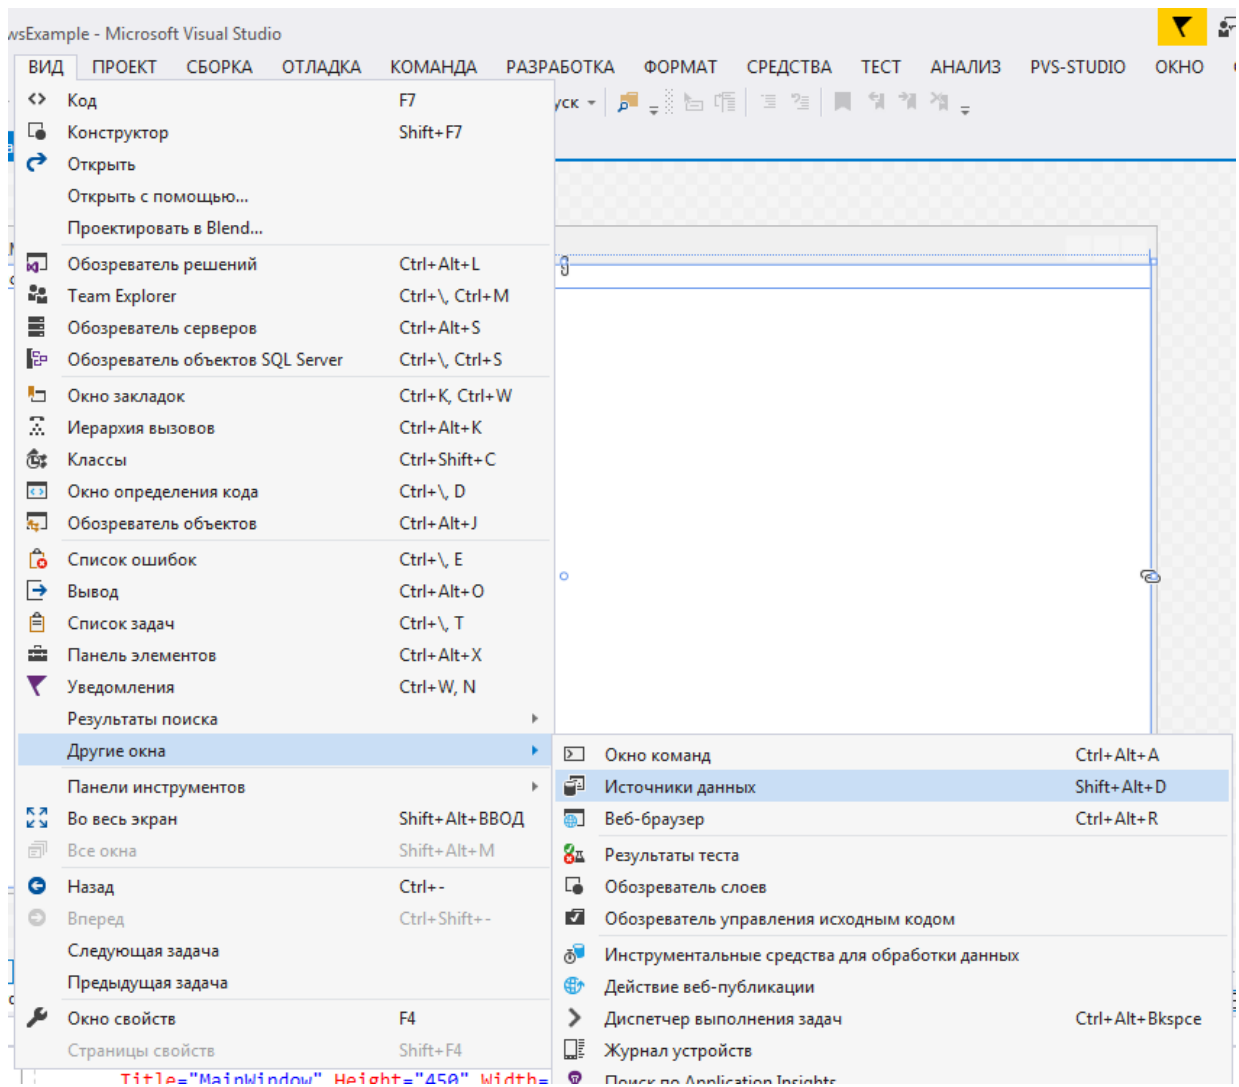 wsExample - Microsoft Visual Studio
ВИД ПРОЕКТ СБОРКА ОТЛАДКА КОМАНДА РАЗРАБОТКА ФОРМАТ СРЕДСТВА ТЕСТ АНАЛИЗ PVS-STUDIO ОКНО
Код F7
уск
Конструктор Shift+F7
Открыть
Открыть с помощью...
Проектировать в Blend...
Обозреватель решений Ctrl+Alt+L
Team Explorer Ctrl+\, Ctrl+M
Обозреватель серверов Ctrl+Alt+S
Обозреватель объектов SQL Server Ctrl+\, Ctrl+S
Окно закладок Ctrl+K, Ctrl+W
Иерархия вызовов Ctrl+Alt+K
Классы Ctrl+Shift+C
Окно определения кода Ctrl+\, D
Обозреватель объектов Ctrl+Alt+J
Список ошибок Ctrl+\, E
Вывод Ctrl+Alt+O
Список задач Ctrl+\, T
Панель элементов Ctrl+Alt+X
Уведомления Ctrl+W, N
Результаты поиска
Другие окна
Панели инструментов
Во весь экран Shift+Alt+ВВОД
Все окна Shift+Alt+M
Назад Ctrl+-
Вперед Ctrl+Shift+-
Следующая задача
Предыдущая задача
Окно свойств F4
Страницы свойств Shift+F4
Окно команд Ctrl+Alt+A
Источники данных Shift+Alt+D
Веб-браузер Ctrl+Alt+R
Результаты теста
Обозреватель слоев
Обозреватель управления исходным кодом
Инструментальные средства для обработки данных
Действие веб-публикации
Диспетчер выполнения задач Ctrl+Alt+Bkspce
Журнал устройств
Поиск по Application Insights
Title="MainWindow" Height="450" Width=